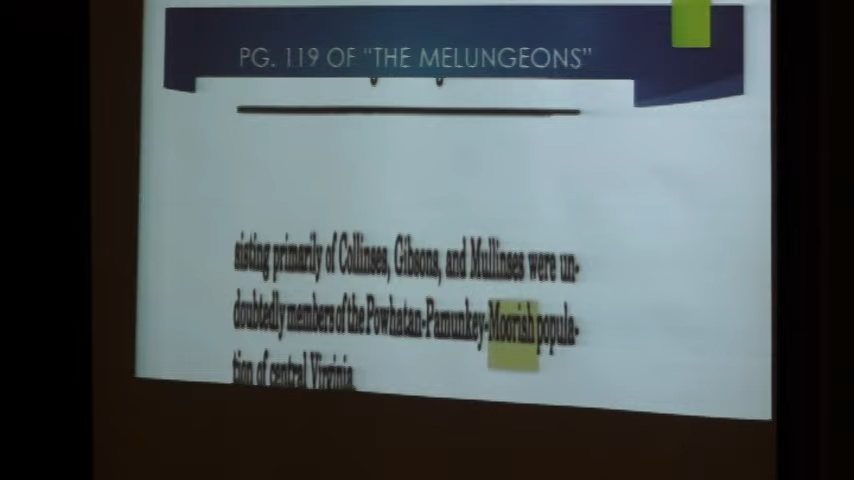 PG. 119 OF “THE MELUNGEONS”
sisting primarily of Collinses, Gibsons, and Mullinses were un-
doubtedly members of the Powhatan-Pamunkey-Moorish popula-
tion of central Virginia